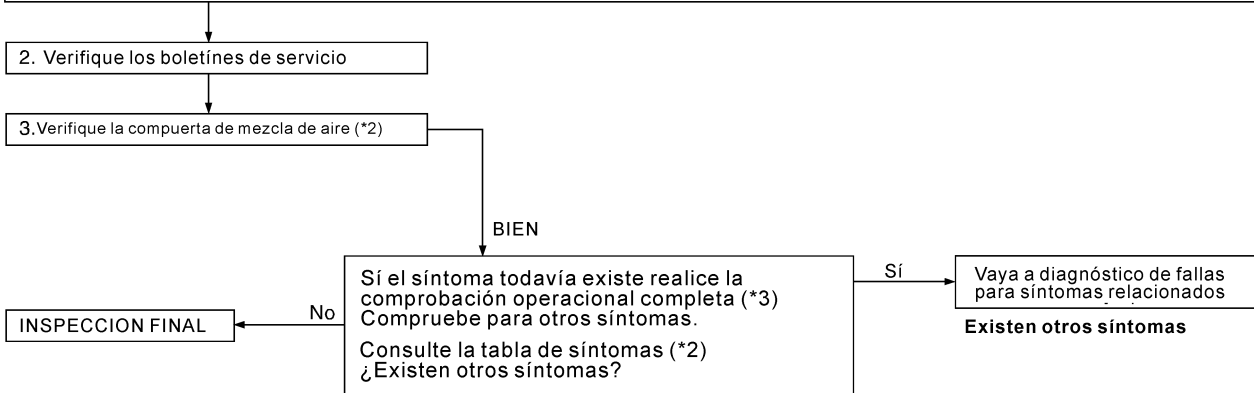 2. Verifique los boletínes de servicio
3.Verifique la compuerta de mezcla de aire (*2)
BIEN
Sí el síntoma todavía existe realice la
comprobación operacional completa (*3)
Compruebe para otros síntomas.
Consulte la tabla de síntomas (*2)
¿Existen otros síntomas?
Sí
Vaya a diagnóstico de fallas
para síntomas relacionados
Existen otros síntomas
No
INSPECCION FINAL